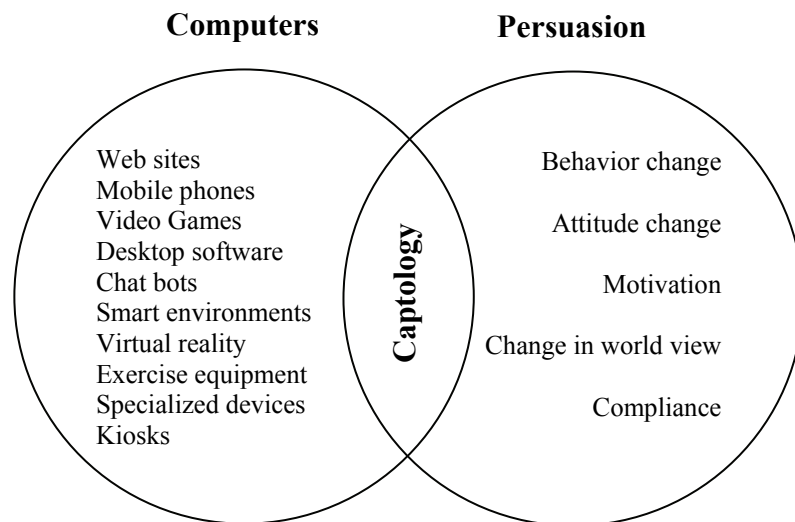 Computers
Persuasion
Web sites
Mobile phones
Video Games
Desktop software
Chat bots
Smart environments
Virtual reality
Exercise equipment
Specialized devices
Kiosks
Captology
Behavior change
Attitude change
Motivation
Change in world view
Compliance